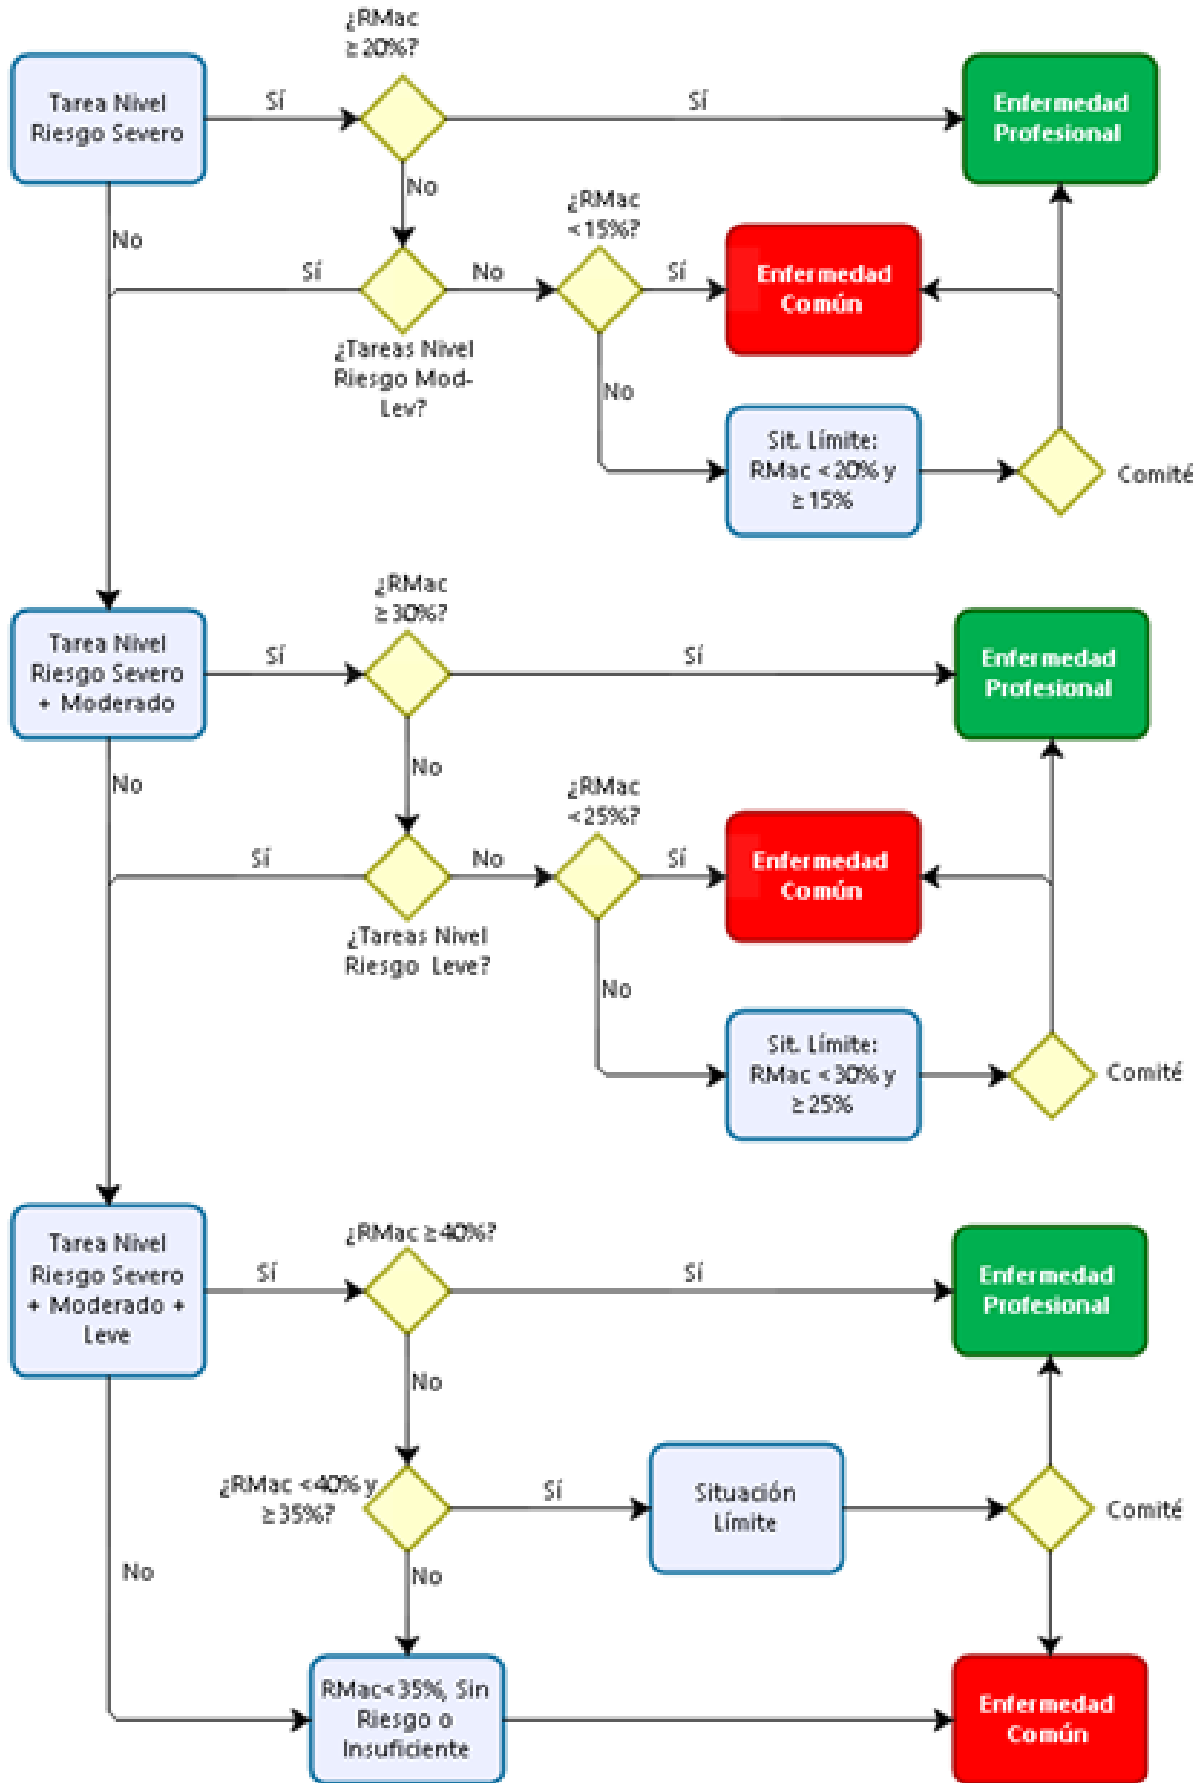 ¿RMac
≥20%?
Tarea Nivel
Riesgo Severo
Sí
Sí
Enfermedad
Profesional
No
No
¿RMac
<15%?
Sí
No
Sí
Enfermedad
Común
¿Tareas Nivel
Riesgo Mod-
Lev?
No
Sit. Límite:
RMac <20% y
≥15%
Comité
¿RMac
≥30%?
Tarea Nivel
Riesgo Severo
+ Moderado
Sí
Sí
Enfermedad
Profesional
No
No
¿RMac
<25%?
Sí
No
Sí
Enfermedad
Común
¿Tareas Nivel
Riesgo Leve?
No
Sit. Límite:
RMac <30% y
≥25%
Comité
¿RMac ≥40%?
Tarea Nivel
Riesgo Severo
+ Moderado +
Leve
Sí
Sí
Enfermedad
Profesional
No
¿RMac <40% y
≥35%?
Sí
Situación
Límite
Comité
No
No
RMac<35%, Sin
Riesgo o
Insuficiente
Enfermedad
Común